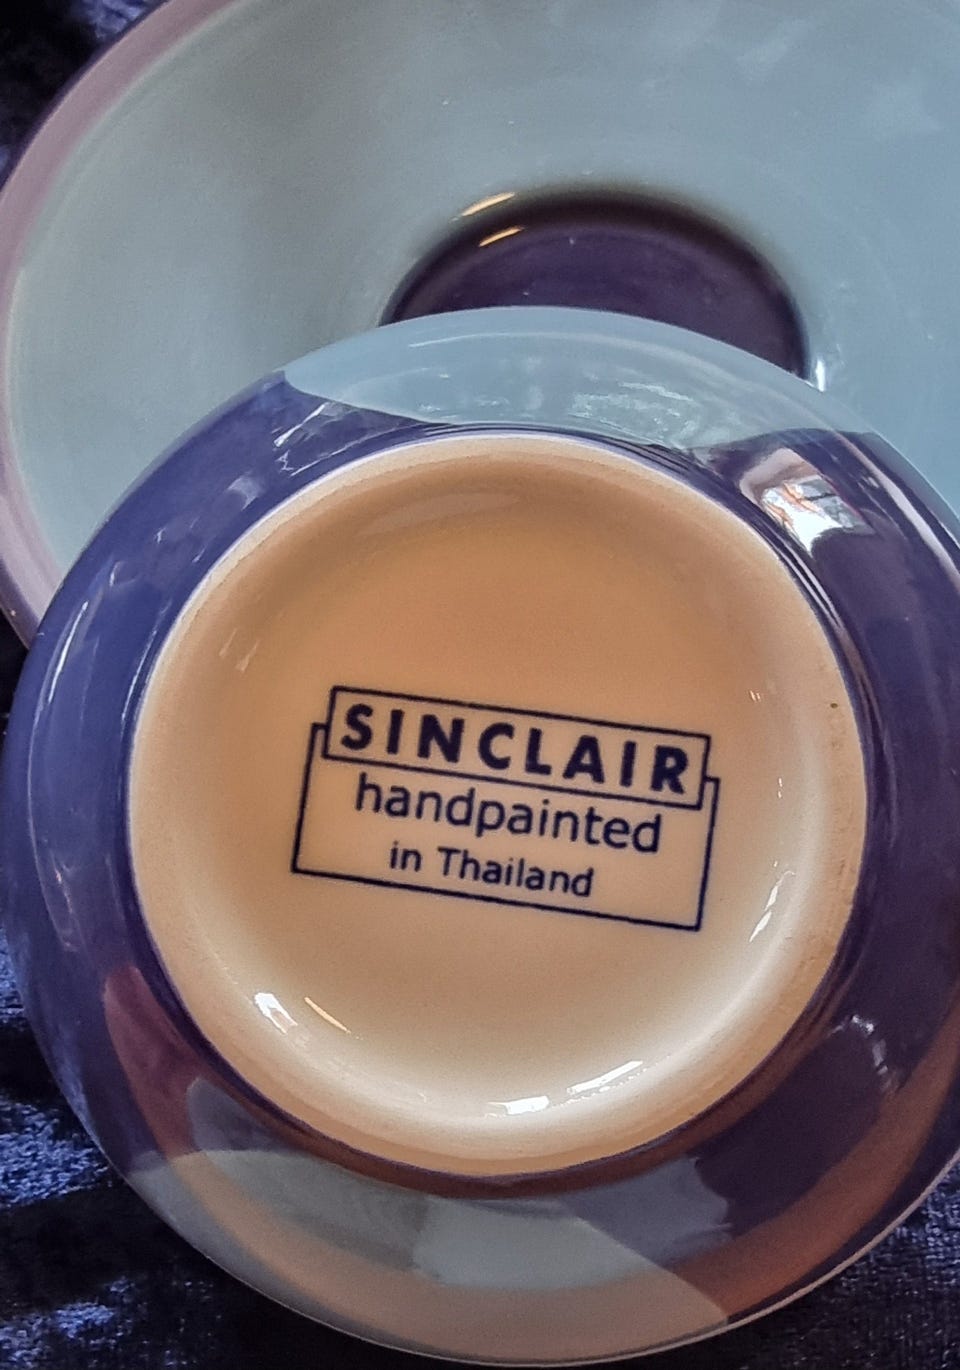 SINCLAIR
handpainted
in Thailand